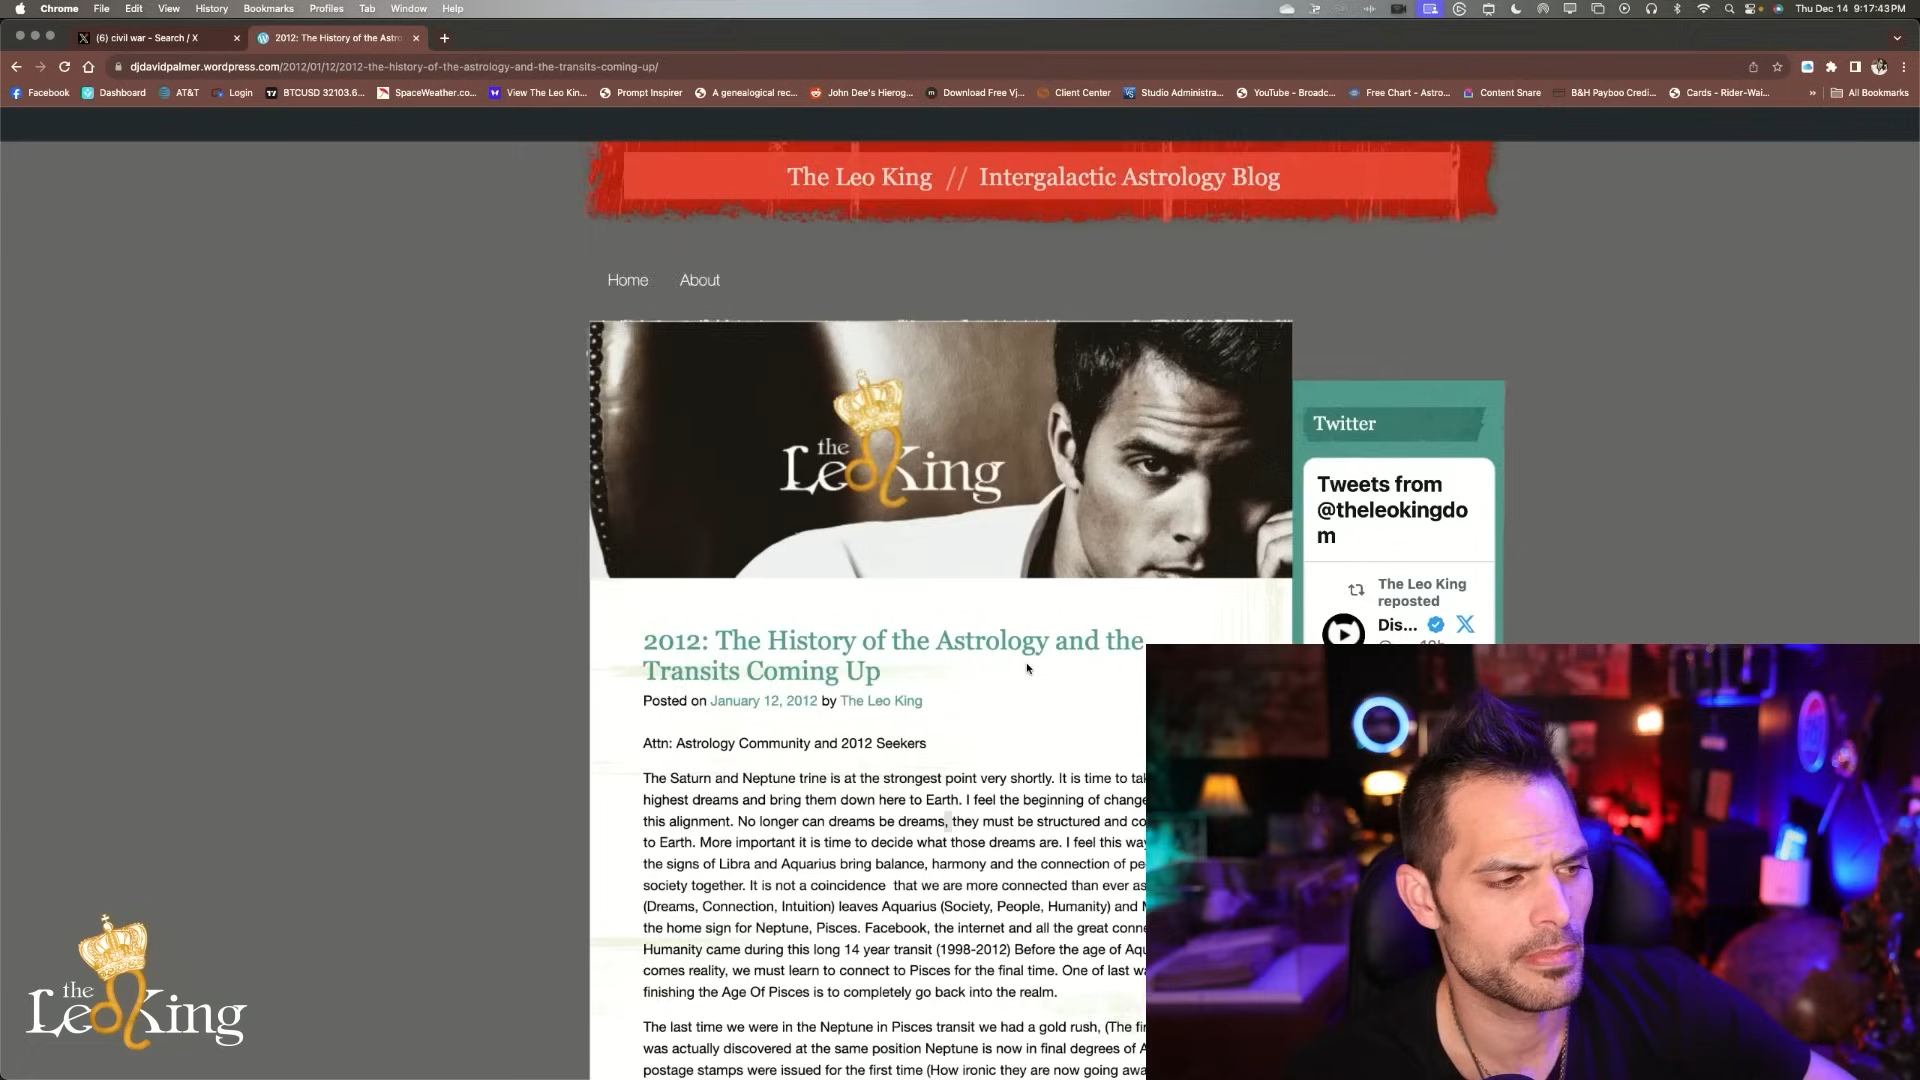 Chrome File Edit View History Bookmarks Profiles Tab Window Help Thu Dec 14 9:17:43 PM
(6) civil war - Search / X
2012: The History of the Astro
djdavidpalmer.wordpress.com/2012/01/12/2012-the-history-of-the-astrology-and-the-transits-coming-up/
Facebook Dashboard AT&T Login BTCUSD 32103.6... SpaceWeather.co... View The Leo Kin... Prompt Inspirer A genealogical rec... John Dee's Hierog... Download Free Vj... Client Center Studio Administra... YouTube - Broadc... Free Chart - Astro... Content Snare B&H Payboo Credi... Cards - Rider-Wai... » All Bookmarks
The Leo King // Intergalactic Astrology Blog
Home About
the
Leo King
Twitter
Tweets from
@theleokingdo
m
The Leo King
reposted
Dis...
2012: The History of the Astrology and the
Transits Coming Up
Posted on January 12, 2012 by The Leo King
Attn: Astrology Community and 2012 Seekers
The Saturn and Neptune trine is at the strongest point very shortly. It is time to
highest dreams and bring them down here to Earth. I feel the beginning of change
this alignment. No longer can dreams be dreams, they must be structured and co
to Earth. More important it is time to decide what those dreams are. I feel this
the signs of Libra and Aquarius bring balance, harmony and the connection of pe
society together. It is not a coincidence that we are more connected than ever as
(Dreams, Connection, Intuition) leaves Aquarius (Society, People, Humanity) and
the home sign for Neptune, Pisces. Facebook, the internet and all the great conne
Humanity came during this long 14 year transit (1998-2012) Before the age of Aqu
comes reality, we must learn to connect to Pisces for the final time. One of last
finishing the Age Of Pisces is to completely go back into the realm.
The last time we were in the Neptune in Pisces transit we had a gold rush, (The
was actually discovered at the same position Neptune is now in final degrees of
postage stamps were issued for the first time (How ironic they are now going
the
Leo King